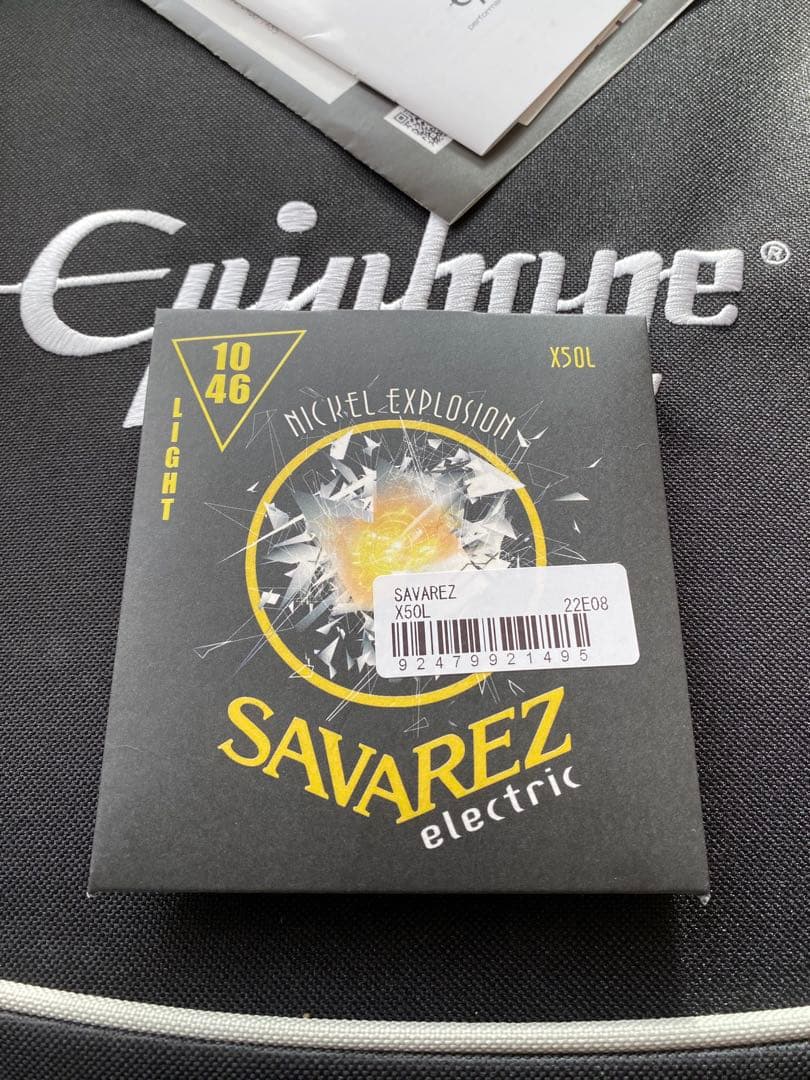 Epiphone®
10
46
LIGHT
X50L
NICKEL EXPLOSION
SAVAREZ
X50L 22E08
92479921495
SAVAREZ
electric